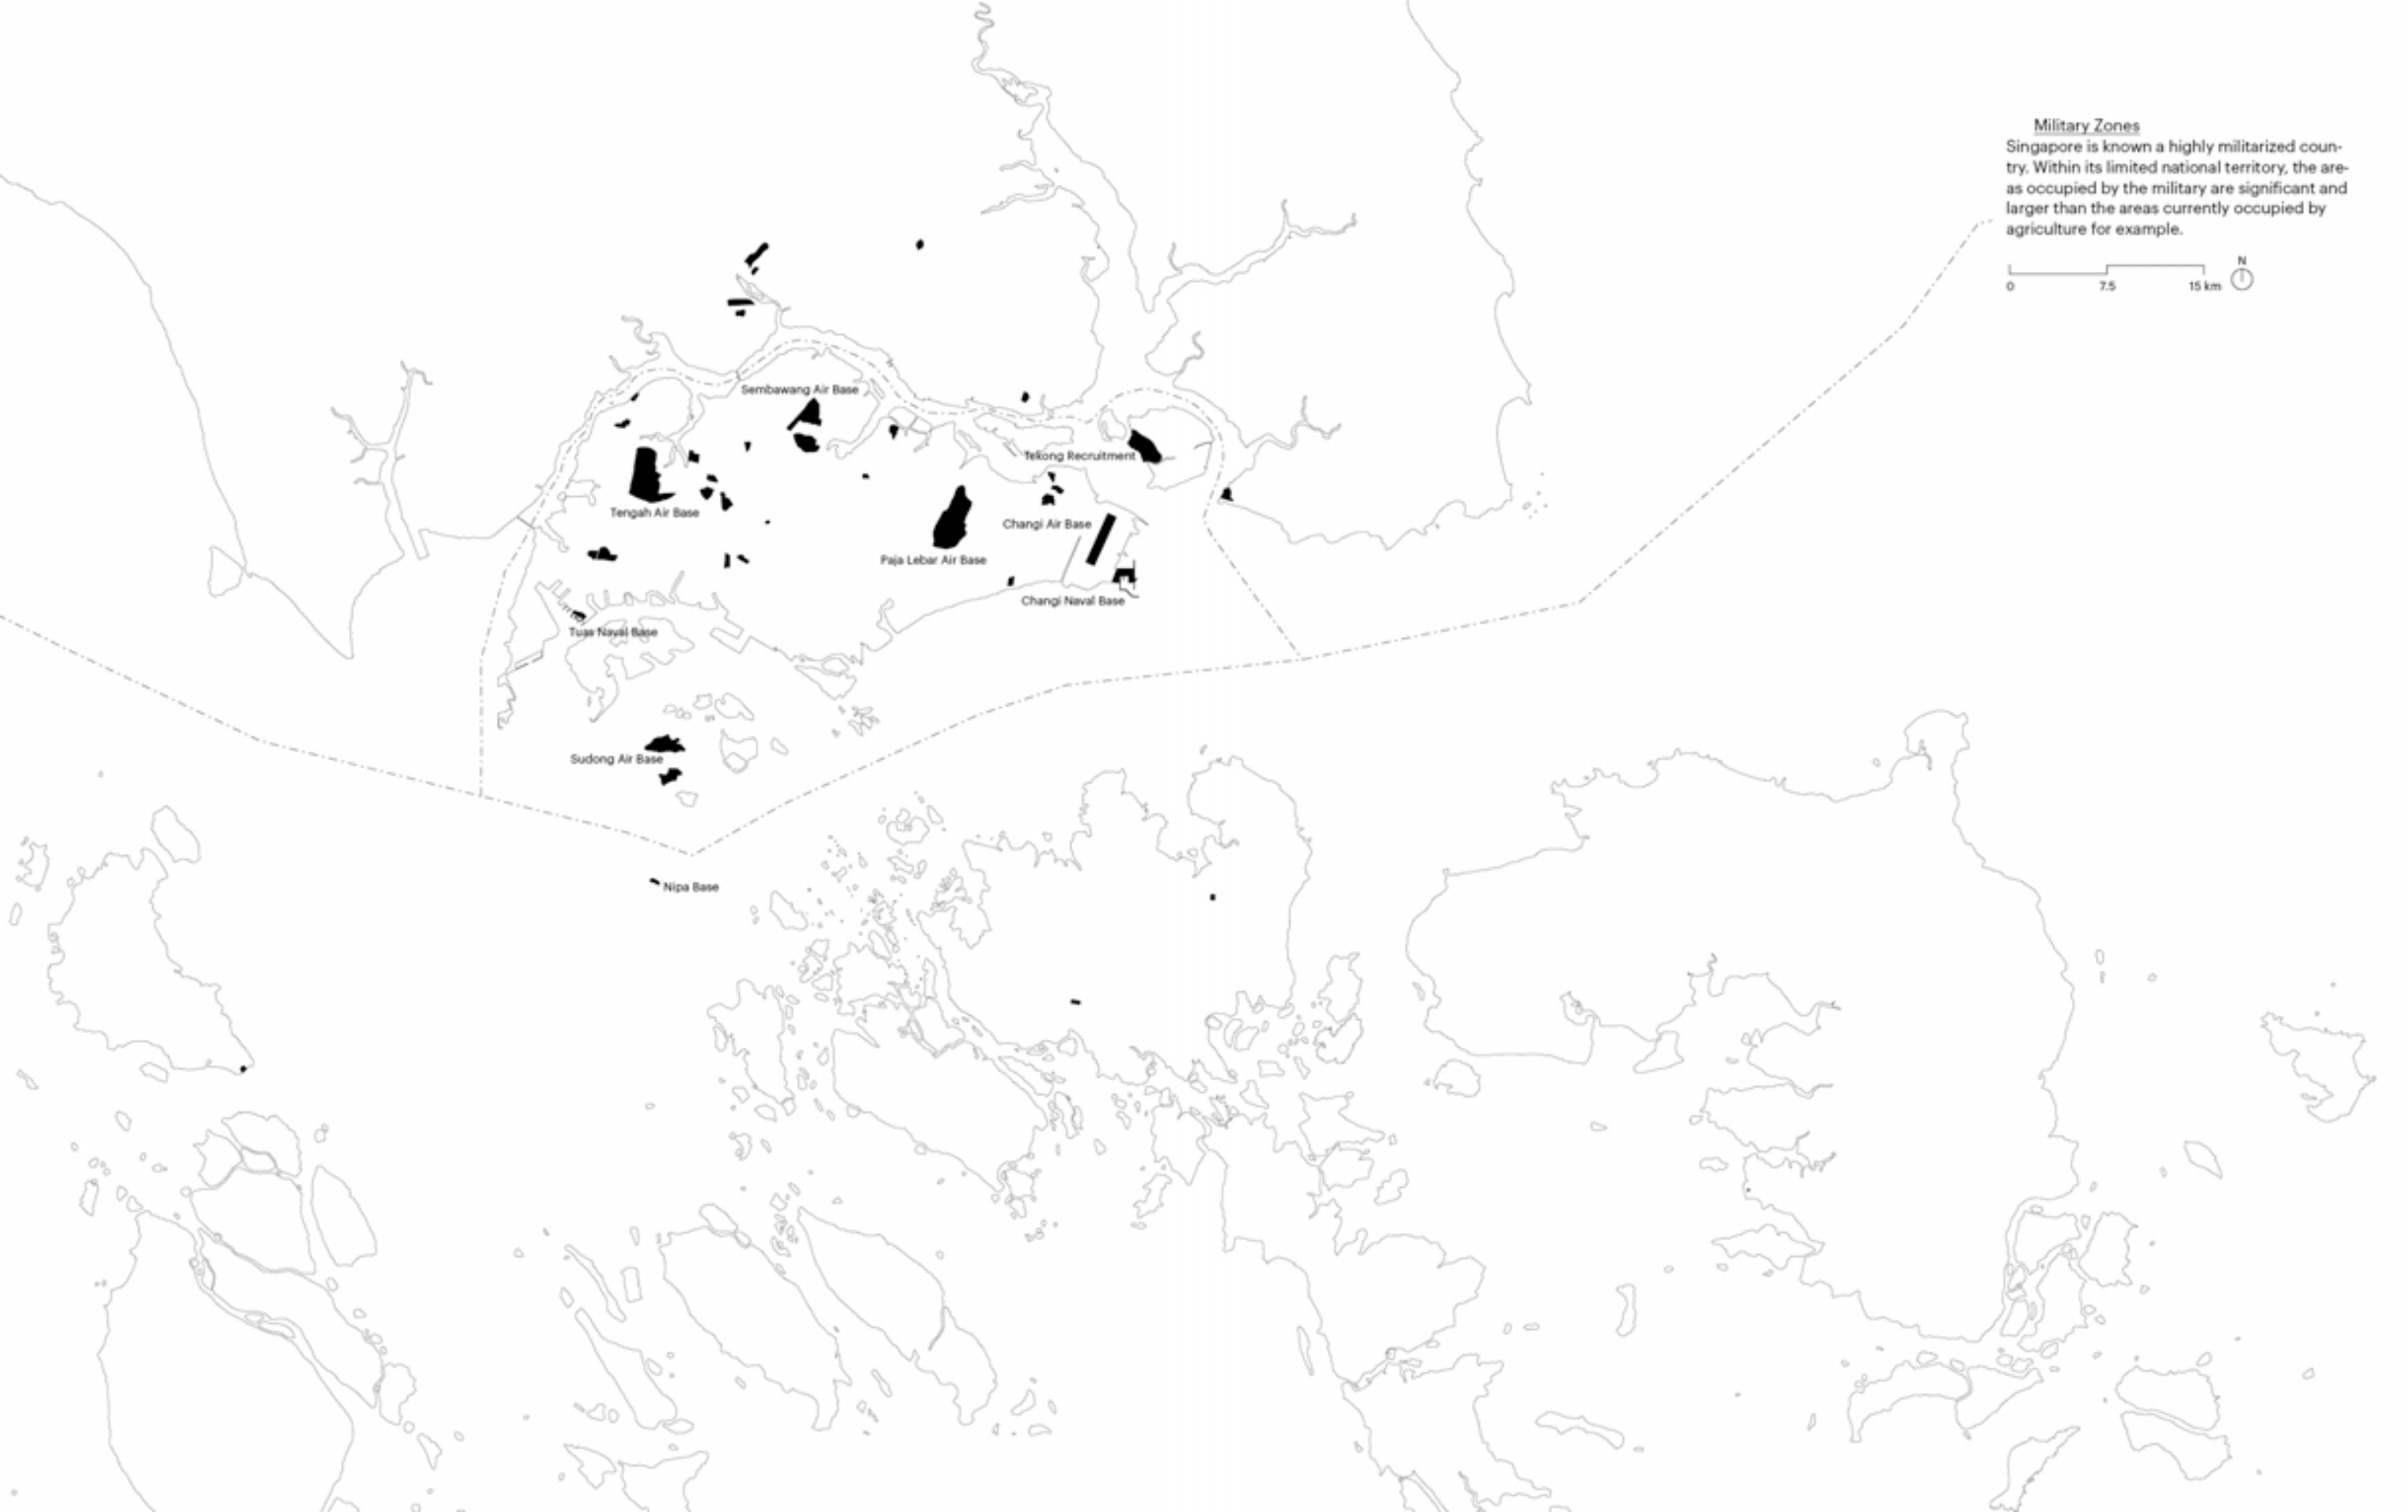 Military Zones
Singapore is known a highly militarized coun-
try. Within its limited national territory, the are-
as occupied by the military are significant and
larger than the areas currently occupied by
agriculture for example.
N
0 7.5 15 km
Sembawang Air Base
Tekong Recruitment
Tengah Air Base
Changi Air Base
Paja Lebar Air Base
Changi Naval Base
Tuas Naval Base
Sudong Air Base
Nipa Base